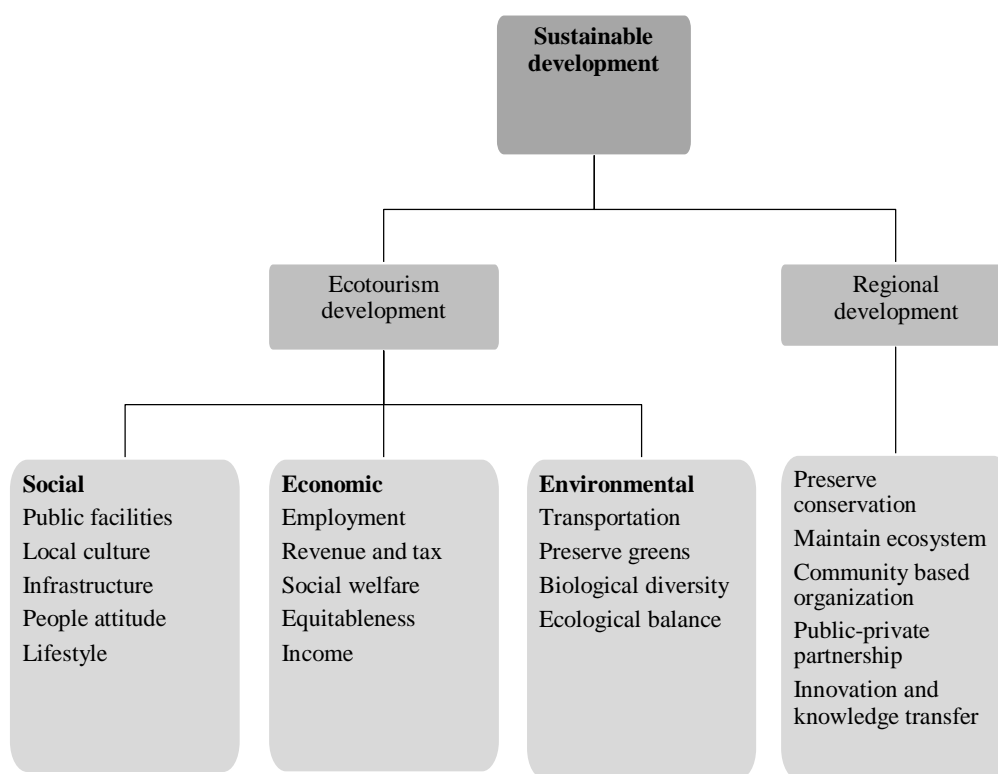 Sustainable
development
Ecotourism
development
Regional
development
Social
Public facilities
Local culture
Infrastructure
People attitude
Lifestyle
Economic
Employment
Revenue and tax
Social welfare
Equitableness
Income
Environmental
Transportation
Preserve greens
Biological diversity
Ecological balance
Preserve
conservation
Maintain ecosystem
Community based
organization
Public-private
partnership
Innovation and
knowledge transfer